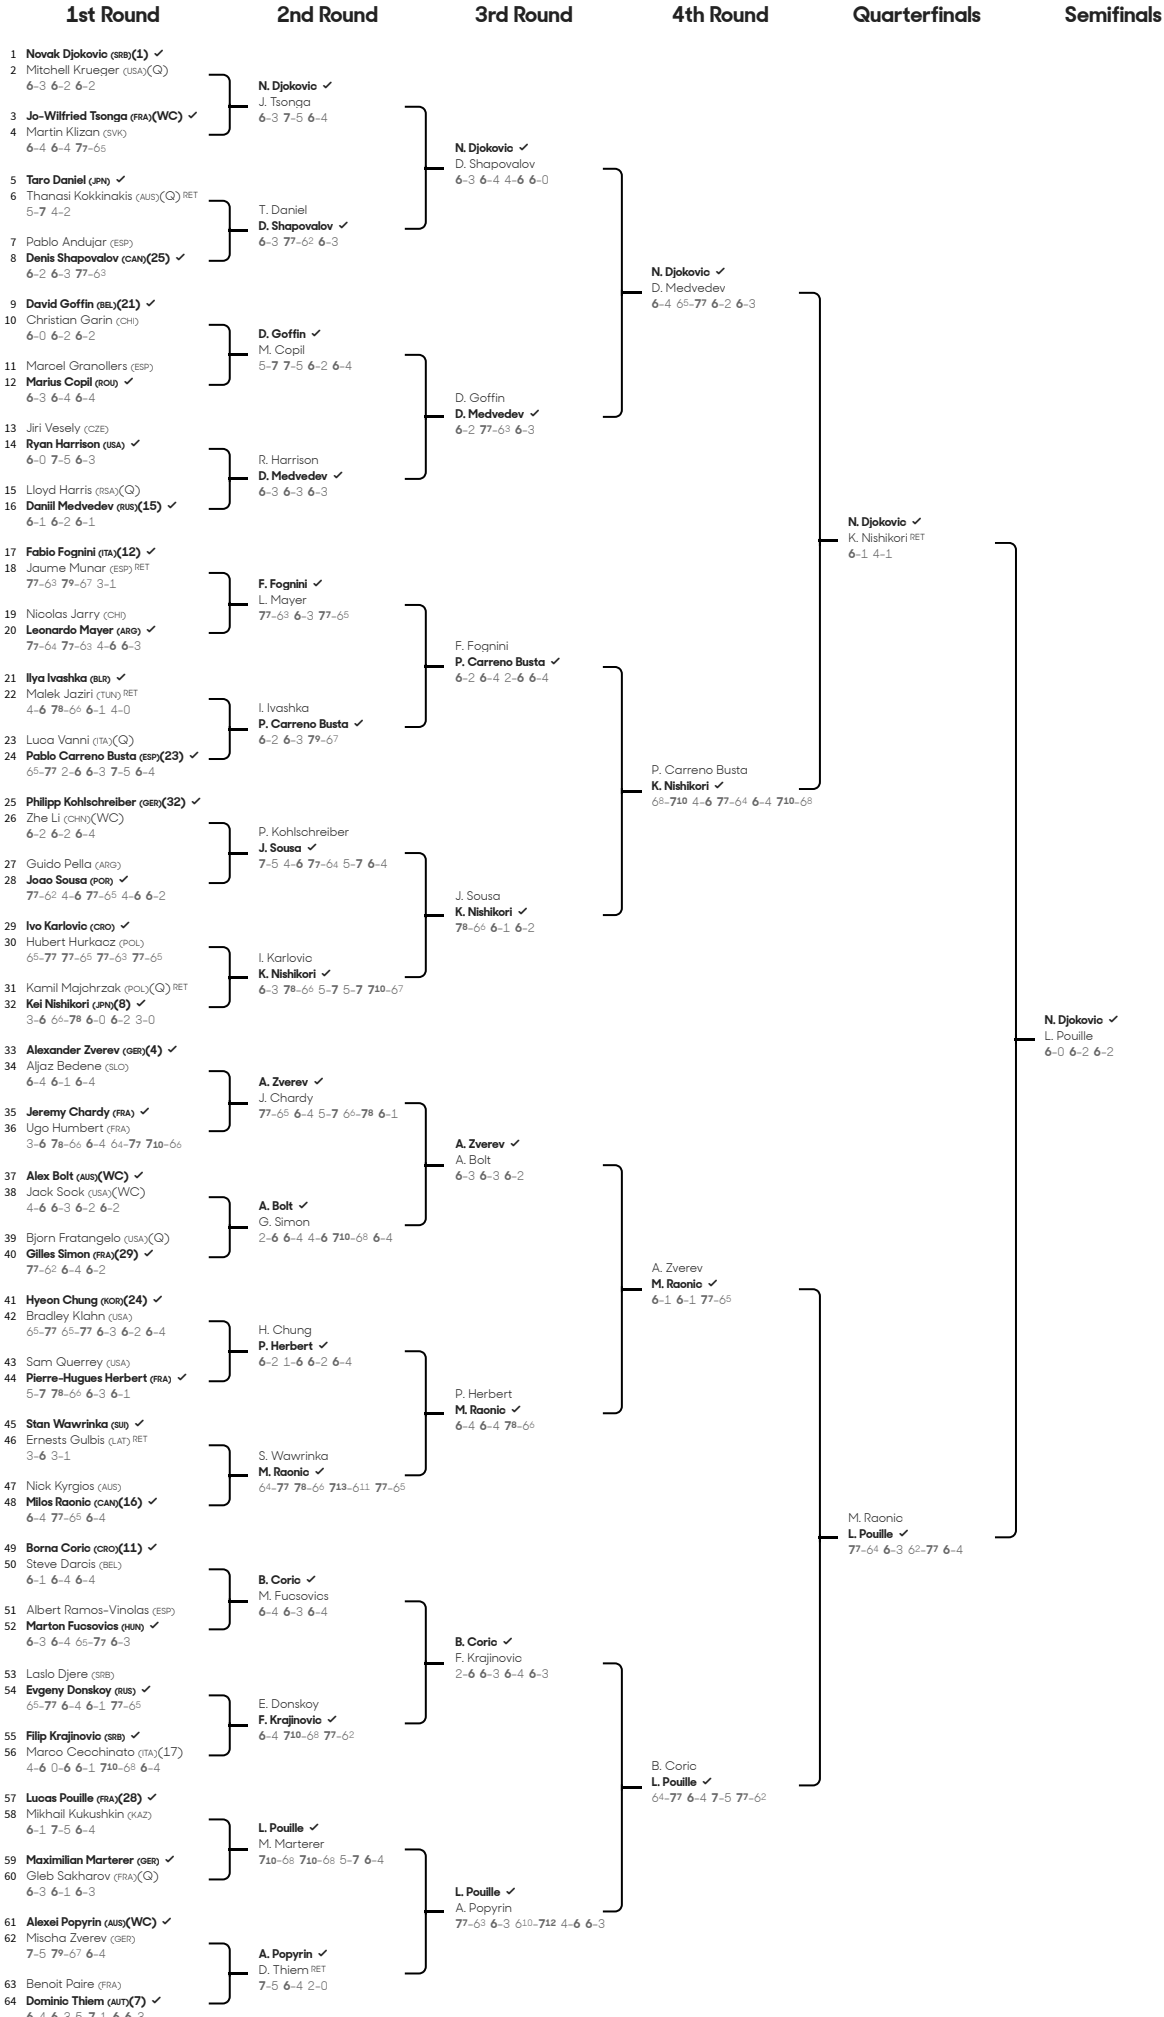 1st Round
2nd Round
3rd Round
4th Round
Quarterfinals
Semifinals
1 Novak Djokovic (SRB)(1) ✓
2 Mitchell Krueger (USA)(Q)
6-3 6-2 6-2
3 Jo-Wilfried Tsonga (FRA)(WC) ✓
4 Martin Klizan (SVK)
6-4 6-4 77-65
5 Taro Daniel (JPN) ✓
6 Thanasi Kokkinakis (AUS)(Q) RET
5-7 4-2
7 Pablo Andujar (ESP)
8 Denis Shapovalov (CAN)(25) ✓
6-2 6-3 77-63
9 David Goffin (BEL)(21) ✓
10 Christian Garin (CHI)
6-0 6-2 6-2
11 Marcel Granollers (ESP)
12 Marius Copil (ROU) ✓
6-3 6-4 6-4
13 Jiri Vesely (CZE)
14 Ryan Harrison (USA) ✓
6-0 7-5 6-3
15 Lloyd Harris (RSA)(Q)
16 Daniil Medvedev (RUS)(15) ✓
6-1 6-2 6-1
17 Fabio Fognini (ITA)(12) ✓
18 Jaume Munar (ESP) RET
77-63 79-67 3-1
19 Nicolas Jarry (CHI)
20 Leonardo Mayer (ARG) ✓
77-64 77-63 4-6 6-3
21 Ilya Ivashka (BLR) ✓
22 Malek Jaziri (TUN) RET
4-6 78-66 6-1 4-0
23 Luca Vanni (ITA)(Q)
24 Pablo Carreno Busta (ESP)(23) ✓
65-77 2-6 6-3 7-5 6-4
25 Philipp Kohlschreiber (GER)(32) ✓
26 Zhe Li (CHN)(WC)
6-2 6-2 6-4
27 Guido Pella (ARG)
28 Joao Sousa (POR) ✓
77-62 4-6 77-65 4-6 6-2
29 Ivo Karlovic (CRO) ✓
30 Hubert Hurkacz (POL)
65-77 77-65 77-63 77-65
31 Kamil Majchrzak (POL)(Q) RET
32 Kei Nishikori (JPN)(8) ✓
3-6 66-78 6-0 6-2 3-0
33 Alexander Zverev (GER)(4) ✓
34 Aljaz Bedene (SLO)
6-4 6-1 6-4
35 Jeremy Chardy (FRA) ✓
36 Ugo Humbert (FRA)
3-6 78-66 6-4 64-77 710-66
37 Alex Bolt (AUS)(WC) ✓
38 Jack Sock (USA)(WC)
4-6 6-3 6-2 6-2
39 Bjorn Fratangelo (USA)(Q)
40 Gilles Simon (FRA)(29) ✓
77-62 6-4 6-2
41 Hyeon Chung (KOR)(24) ✓
42 Bradley Klahn (USA)
65-77 65-77 6-3 6-2 6-4
43 Sam Querrey (USA)
44 Pierre-Hugues Herbert (FRA) ✓
5-7 78-66 6-3 6-1
45 Stan Wawrinka (SUI) ✓
46 Ernests Gulbis (LAT) RET
3-6 3-1
47 Nick Kyrgios (AUS)
48 Milos Raonic (CAN)(16) ✓
6-4 77-65 6-4
49 Borna Coric (CRO)(11) ✓
50 Steve Darcis (BEL)
6-1 6-4 6-4
51 Albert Ramos-Vinolas (ESP)
52 Marton Fucsovics (HUN) ✓
6-3 6-4 65-77 6-3
53 Laslo Djere (SRB)
54 Evgeny Donskoy (RUS) ✓
65-77 6-4 6-1 77-65
55 Filip Krajinovic (SRB) ✓
56 Marco Cecchinato (ITA)(17)
4-6 0-6 6-1 710-68 6-4
57 Lucas Pouille (FRA)(28) ✓
58 Mikhail Kukushkin (KAZ)
6-1 7-5 6-4
59 Maximilian Marterer (GER) ✓
60 Gleb Sakharov (FRA)(Q)
6-3 6-1 6-3
61 Alexei Popyrin (AUS)(WC) ✓
62 Mischa Zverev (GER)
7-5 79-67 6-4
63 Benoit Paire (FRA)
64 Dominic Thiem (AUT)(7) ✓
N. Djokovic ✓
J. Tsonga
6-3 7-5 6-4
T. Daniel
D. Shapovalov ✓
6-3 77-62 6-3
D. Goffin ✓
M. Copil
5-7 7-5 6-2 6-4
R. Harrison
D. Medvedev ✓
6-3 6-3 6-3
F. Fognini ✓
L. Mayer
77-63 6-3 77-65
I. Ivashka
P. Carreno Busta ✓
6-2 6-3 79-67
P. Kohlschreiber
J. Sousa ✓
7-5 4-6 77-64 5-7 6-4
I. Karlovic
K. Nishikori ✓
6-3 78-66 5-7 5-7 710-67
A. Zverev ✓
J. Chardy
77-65 6-4 5-7 66-78 6-1
A. Bolt ✓
G. Simon
2-6 6-4 4-6 710-68 6-4
H. Chung
P. Herbert ✓
6-2 1-6 6-2 6-4
S. Wawrinka
M. Raonic ✓
64-77 78-66 713-611 77-65
B. Coric ✓
M. Fucsovics
6-4 6-3 6-4
E. Donskoy
F. Krajinovic ✓
6-4 710-68 77-62
L. Pouille ✓
M. Marterer
710-68 710-68 5-7 6-4
A. Popyrin ✓
D. Thiem RET
7-5 6-4 2-0
N. Djokovic ✓
D. Shapovalov
6-3 6-4 4-6 6-0
D. Goffin
D. Medvedev ✓
6-2 77-63 6-3
F. Fognini
P. Carreno Busta ✓
6-2 6-4 2-6 6-4
J. Sousa
K. Nishikori ✓
78-66 6-1 6-2
A. Zverev ✓
A. Bolt
6-3 6-3 6-2
P. Herbert
M. Raonic ✓
6-4 6-4 78-66
B. Coric ✓
F. Krajinovic
2-6 6-3 6-4 6-3
L. Pouille ✓
A. Popyrin
77-63 6-3 610-712 4-6 6-3
N. Djokovic ✓
D. Medvedev
6-4 65-77 6-2 6-3
P. Carreno Busta
K. Nishikori ✓
68-710 4-6 77-64 6-4 710-68
A. Zverev
M. Raonic ✓
6-1 6-1 77-65
B. Coric
L. Pouille ✓
64-77 6-4 7-5 77-62
N. Djokovic ✓
K. Nishikori RET
6-1 4-1
M. Raonic
L. Pouille ✓
77-64 6-3 62-77 6-4
N. Djokovic ✓
L. Pouille
6-0 6-2 6-2